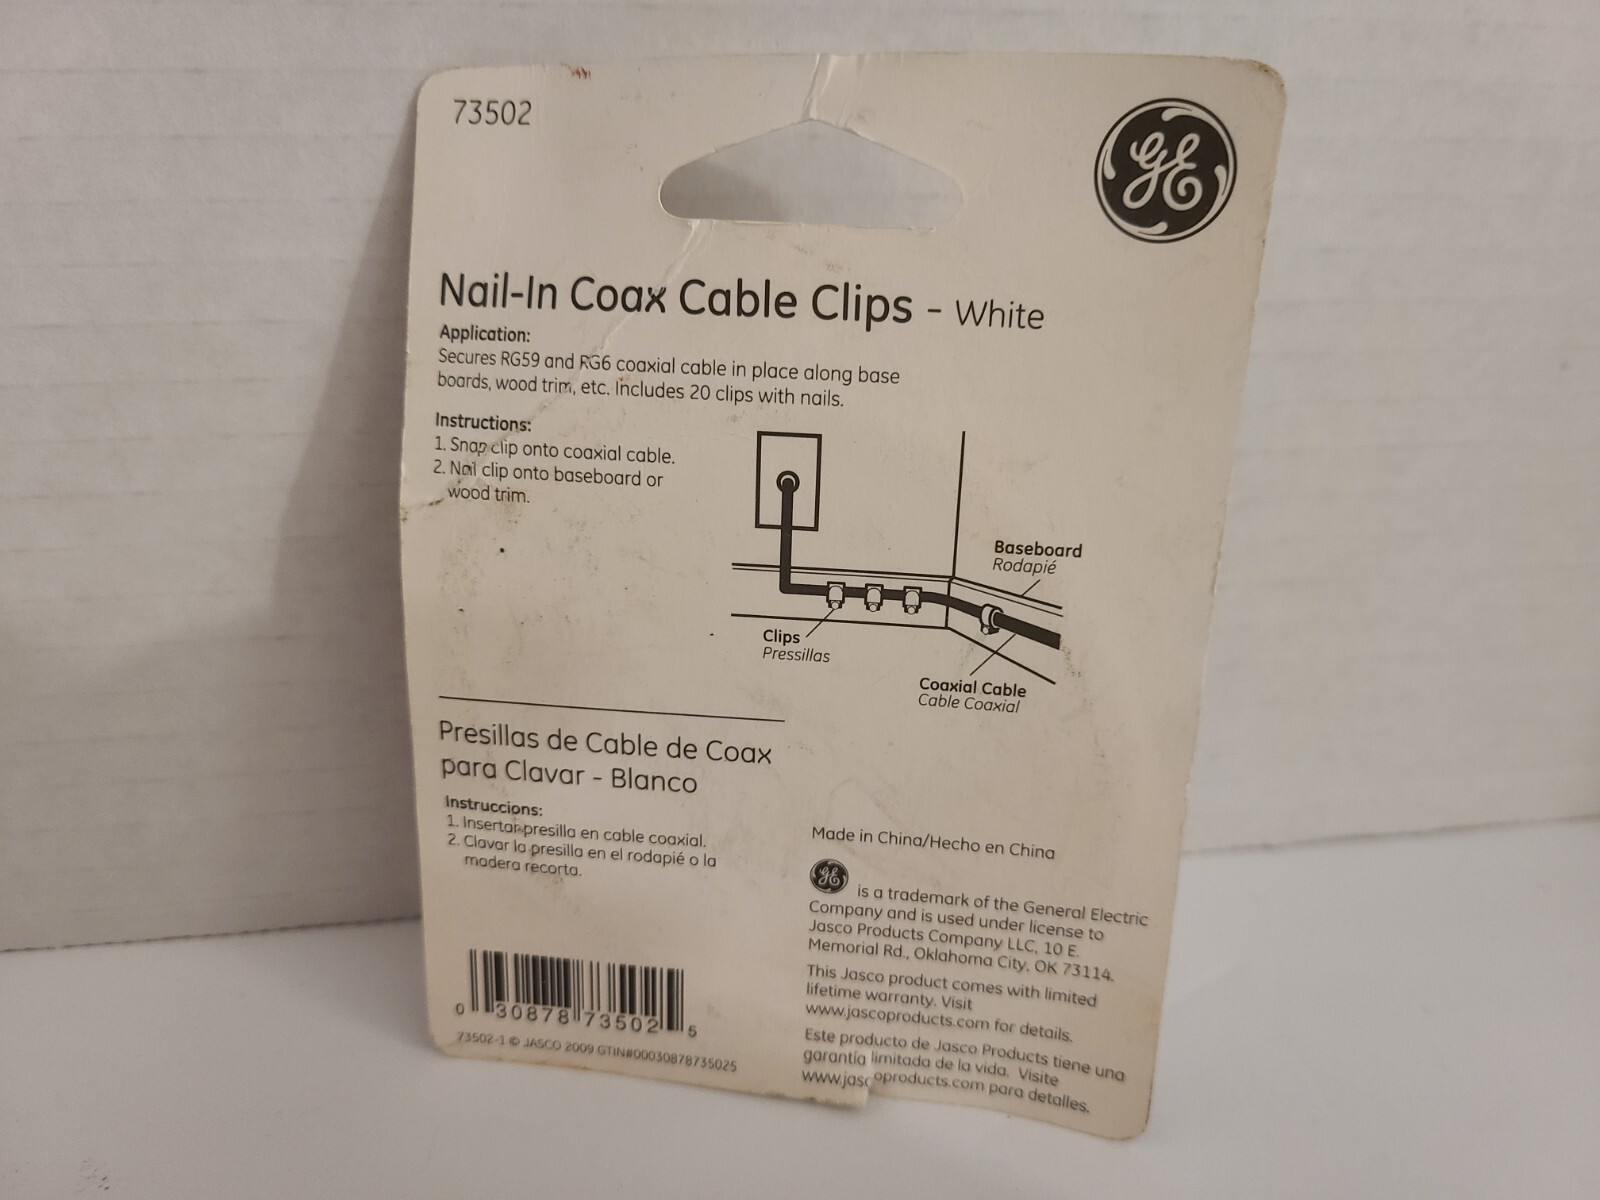 73502
GE
Nail-In Coax Cable Clips - White
Application:
Secures RG59 and RG6 coaxial cable in place along base
boards, wood trim, etc. Includes 20 clips with nails.
Instructions:
1. Snap clip onto coaxial cable.
2. Nail clip onto baseboard or
wood trim.
Baseboard
Rodapié
Clips
Pressillas
Coaxial Cable
Cable Coaxial
Presillas de Cable de Coax
para Clavar - Blanco
Instruccions:
1. Insertar presilla en cable coaxial.
2. Clavar la presilla en el rodapié o la
madera recorta.
0 30878 73502 5
73502-1 © JASCO 2009 GTIN#00030878735025
Made in China/Hecho en China
GE is a trademark of the General Electric
Company and is used under license to
Jasco Products Company LLC, 10 E.
Memorial Rd., Oklahoma City, OK 73114.
This Jasco product comes with limited
lifetime warranty. Visit
www.jascoproducts.com for details.
Este producto de Jasco Products tiene una
garantía limitada de la vida. Visite
www.jascoproducts.com para detalles.